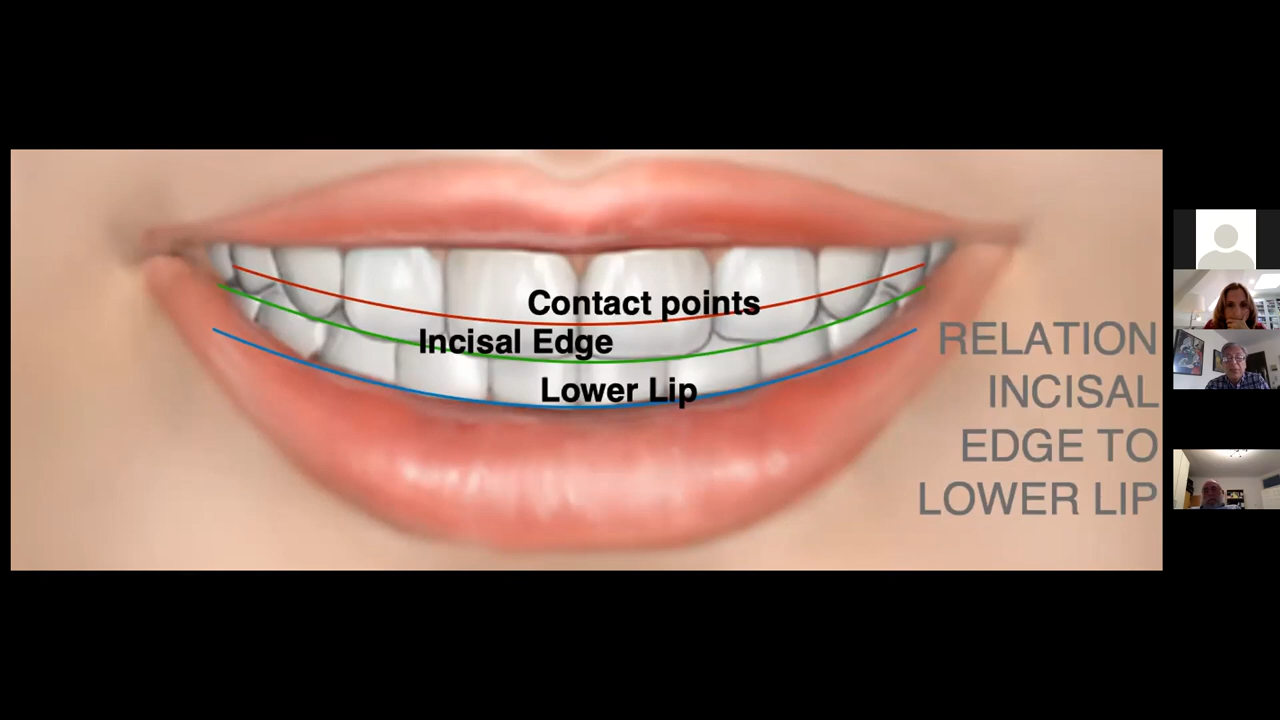 Contact points
Incisal Edge
Lower Lip
RELATION
INCISAL
EDGE TO
LOWER LIP